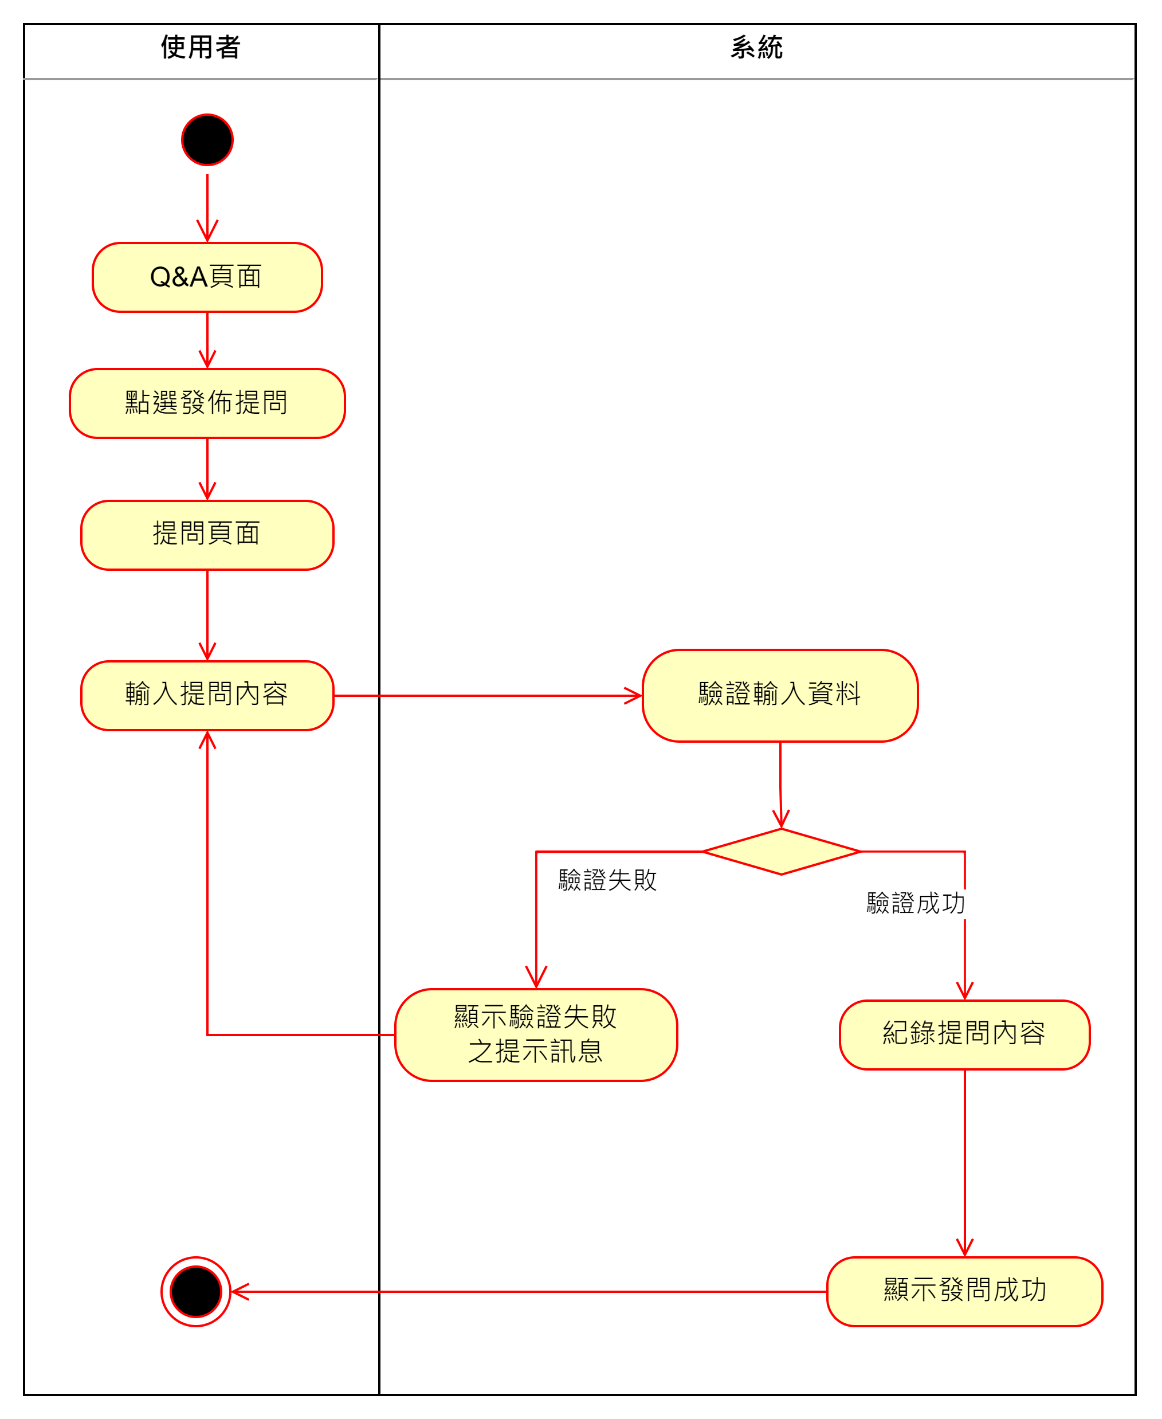 使用者
系統
Q&A頁面
點選發佈提問
提問頁面
輸入提問內容
驗證輸入資料
驗證失敗
驗證成功
顯示驗證失敗
之提示訊息
紀錄提問內容
顯示發問成功